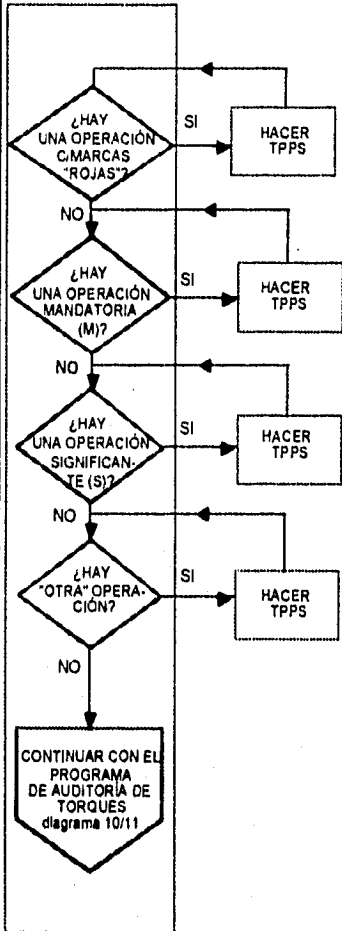 ¿HAY
UNA OPERACIÓN
C/MARCAS
"ROJAS"?
SI
HACER
TPPS
NO
¿HAY
UNA OPERACIÓN
MANDATORIA
(M)?
SI
HACER
TPPS
NO
¿HAY
UNA OPERACIÓN
SIGNIFICAN-
TE (S)?
SI
HACER
TPPS
NO
¿HAY
"OTRA" OPERA-
CIÓN?
SI
HACER
TPPS
NO
CONTINUAR CON EL
PROGRAMA
DE AUDITORÍA DE
TORQUES
diagrama 10/11